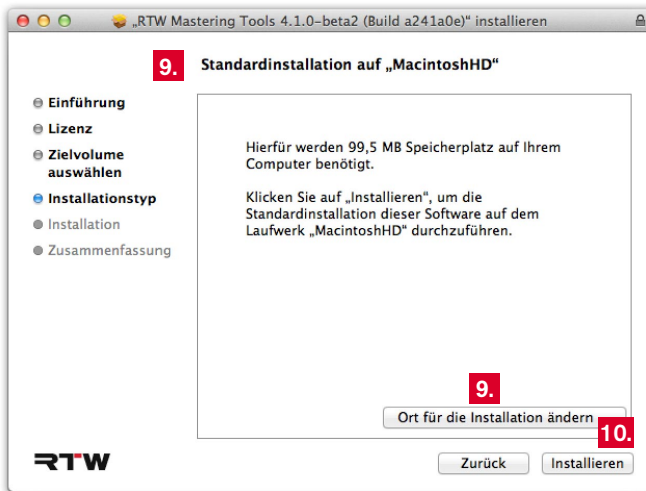 „RTW Mastering Tools 4.1.0-beta2 (Build a241a0e)“ installieren
9. Standardinstallation auf „MacintoshHD“
Einführung
Lizenz
Zielvolume
auswählen
Installationstyp
Installation
Zusammenfassung
Hierfür werden 99,5 MB Speicherplatz auf Ihrem
Computer benötigt.
Klicken Sie auf „Installieren“, um die
Standardinstallation dieser Software auf dem
Laufwerk „MacintoshHD“ durchzuführen.
9.
Ort für die Installation ändern
10.
RTW
Zurück
Installieren